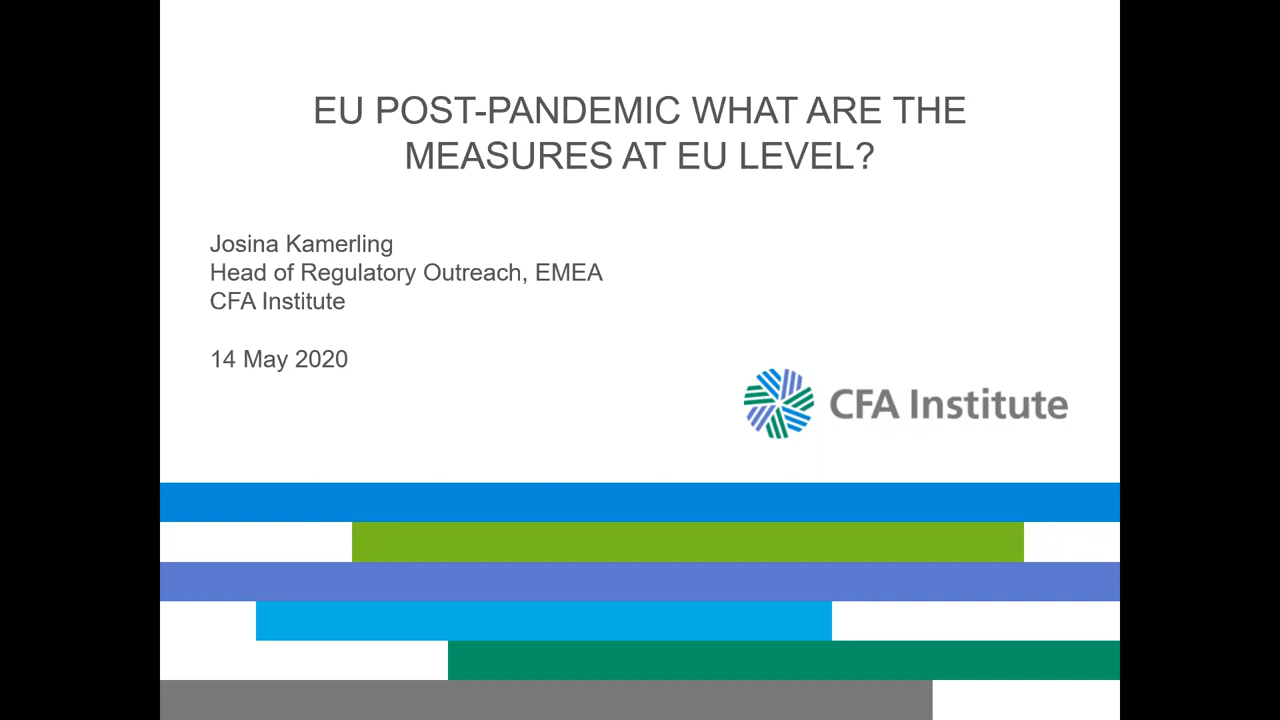 EU POST-PANDEMIC WHAT ARE THE
MEASURES AT EU LEVEL?
Josina Kamerling
Head of Regulatory Outreach, EMEA
CFA Institute
14 May 2020
CFA Institute